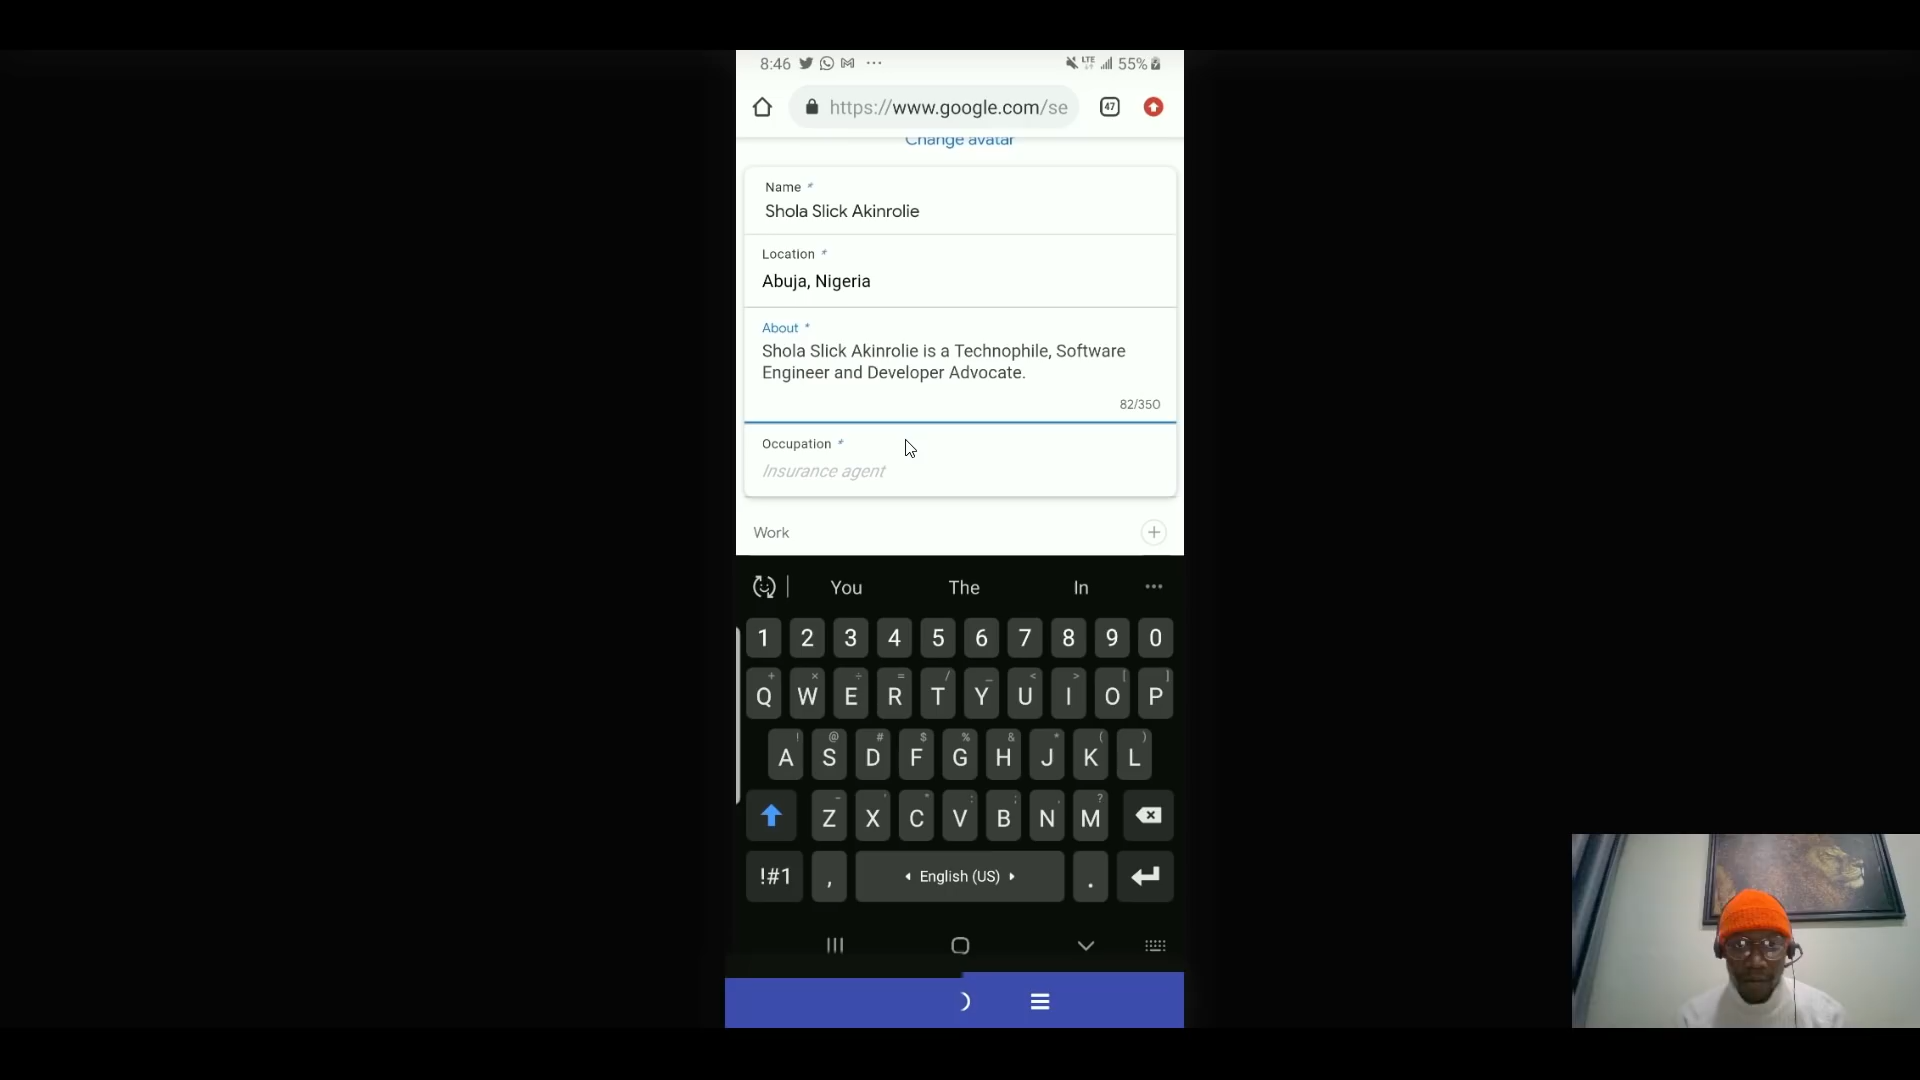 8:46 ... LTE 55%
https://www.google.com/se 47
Change avatar
Name *
Shola Slick Akinrolie
Location *
Abuja, Nigeria
About *
Shola Slick Akinrolie is a Technophile, Software
Engineer and Developer Advocate.
82/350
Occupation *
Insurance agent
Work +
You The In ...
1 2 3 4 5 6 7 8 9 0
+ × ÷ = / _ < > [ ]
Q W E R T Y U I O P
! @ # $ % & * ( )
A S D F G H J K L
- ' " : ; , ?
Z X C V B N M
!#1 , English (US) .